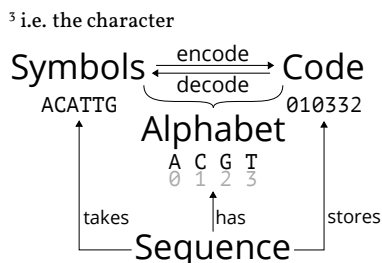 ³ i.e. the character
encode
Symbols Code
decode
ACATTG 010332
Alphabet
A C G T
0 1 2 3
takes has stores
Sequence